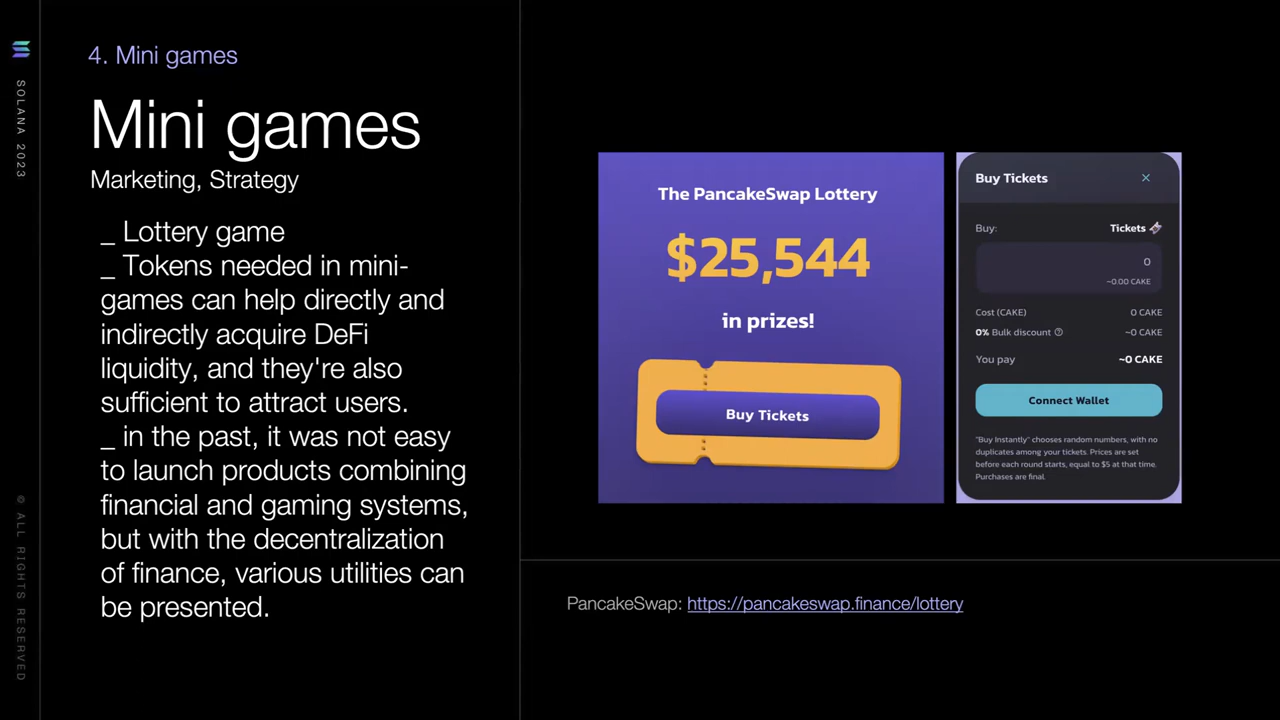 SOLANA 2023
© ALL RIGHTS RESERVED
4. Mini games
Mini games
Marketing, Strategy
_ Lottery game
_ Tokens needed in mini-
games can help directly and
indirectly acquire DeFi
liquidity, and they're also
sufficient to attract users.
_ in the past, it was not easy
to launch products combining
financial and gaming systems,
but with the decentralization
of finance, various utilities can
be presented.
The PancakeSwap Lottery
$25,544
in prizes!
Buy Tickets
Buy Tickets
Buy: Tickets
0
~0.00 CAKE
Cost (CAKE) 0 CAKE
0% Bulk discount ~0 CAKE
You pay ~0 CAKE
Connect Wallet
"Buy Instantly" chooses random numbers, with no
duplicates among your tickets. Prices are set
before each round starts, equal to $5 at that time.
Purchases are final.
PancakeSwap: https://pancakeswap.finance/lottery